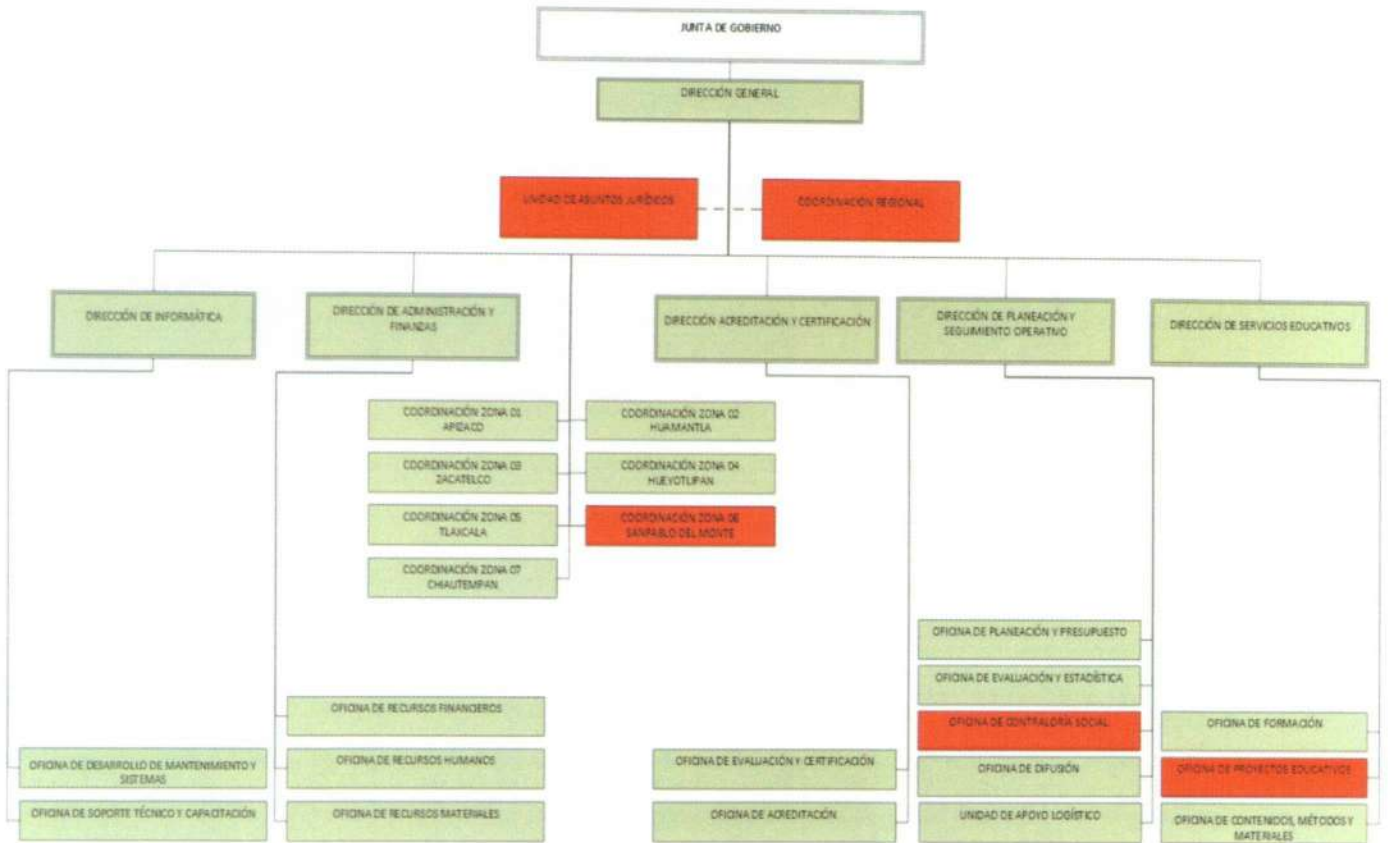 JUNTA DE GOBIERNO
DIRECCIÓN GENERAL
UNIDAD DE ASUNTOS JURÍDICOS
COORDINACIÓN REGIONAL
DIRECCIÓN DE INFORMÁTICA
DIRECCIÓN DE ADMINISTRACIÓN Y
FINANZAS
DIRECCIÓN ACREDITACIÓN Y CERTIFICACIÓN
DIRECCIÓN DE PLANEACIÓN Y
SEGUIMIENTO OPERATIVO
DIRECCIÓN DE SERVICIOS EDUCATIVOS
COORDINACIÓN ZONA 01
APIZACO
COORDINACIÓN ZONA 02
HUAMANTLA
COORDINACIÓN ZONA 03
ZACATELCO
COORDINACIÓN ZONA 04
HUEYOTLIPAN
COORDINACIÓN ZONA 05
TLAXCALA
COORDINACIÓN ZONA 06
SANPABLO DEL MONTE
COORDINACIÓN ZONA 07
CHIAUTEMPAN
OFICINA DE DESARROLLO DE MANTENIMIENTO Y
SISTEMAS
OFICINA DE SOPORTE TÉCNICO Y CAPACITACIÓN
OFICINA DE RECURSOS FINANCIEROS
OFICINA DE RECURSOS HUMANOS
OFICINA DE RECURSOS MATERIALES
OFICINA DE EVALUACIÓN Y CERTIFICACIÓN
OFICINA DE ACREDITACIÓN
OFICINA DE PLANEACIÓN Y PRESUPUESTO
OFICINA DE EVALUACIÓN Y ESTADÍSTICA
OFICINA DE CONTRALORÍA SOCIAL
OFICINA DE DIFUSIÓN
UNIDAD DE APOYO LOGÍSTICO
OFICINA DE FORMACIÓN
OFICINA DE PROYECTOS EDUCATIVOS
OFICINA DE CONTENIDOS, MÉTODOS Y
MATERIALES